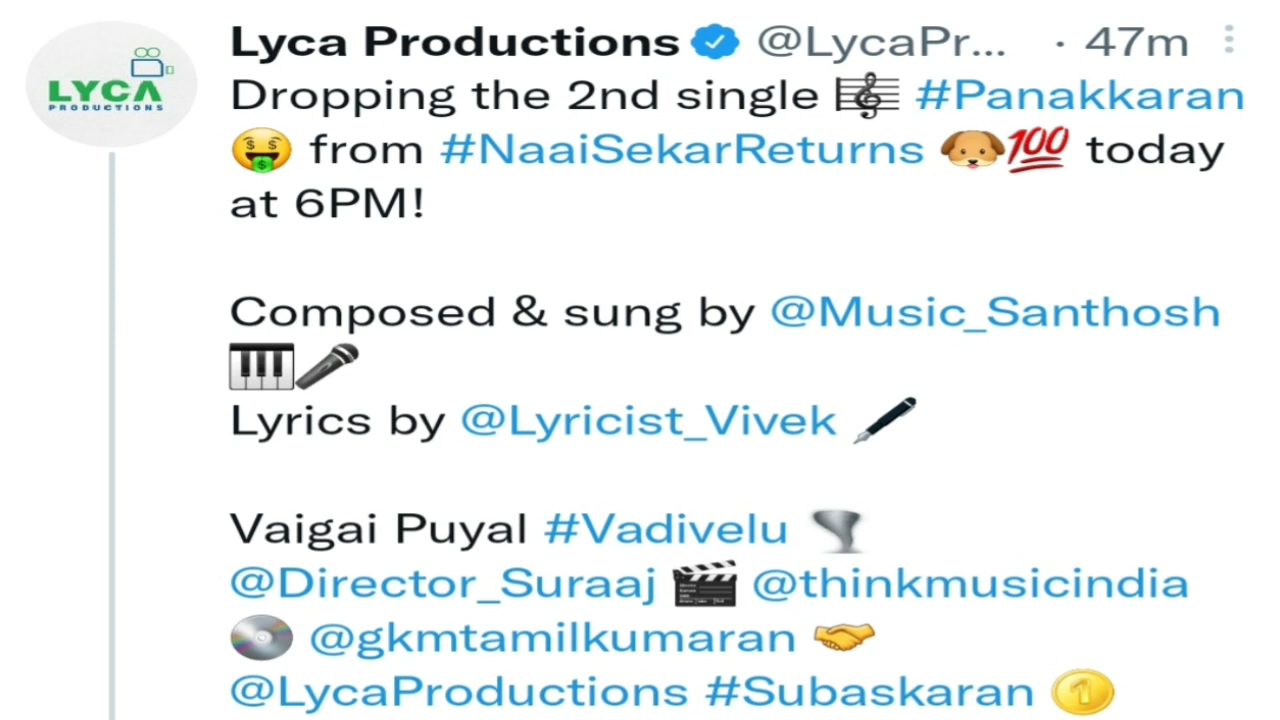 LYCA
PRODUCTIONS
Lyca Productions @LycaPr... · 47m
Dropping the 2nd single 🎼 #Panakkaran
🤑 from #NaaiSekarReturns 🐶💯 today
at 6PM!
Composed & sung by @Music_Santhosh
🎹🎤
Lyrics by @Lyricist_Vivek 🖋️
Vaigai Puyal #Vadivelu 🌪️
@Director_Suraaj 🎬 @thinkmusicindia
💿 @gkmtamilkumaran 🤝
@LycaProductions #Subaskaran 🪙